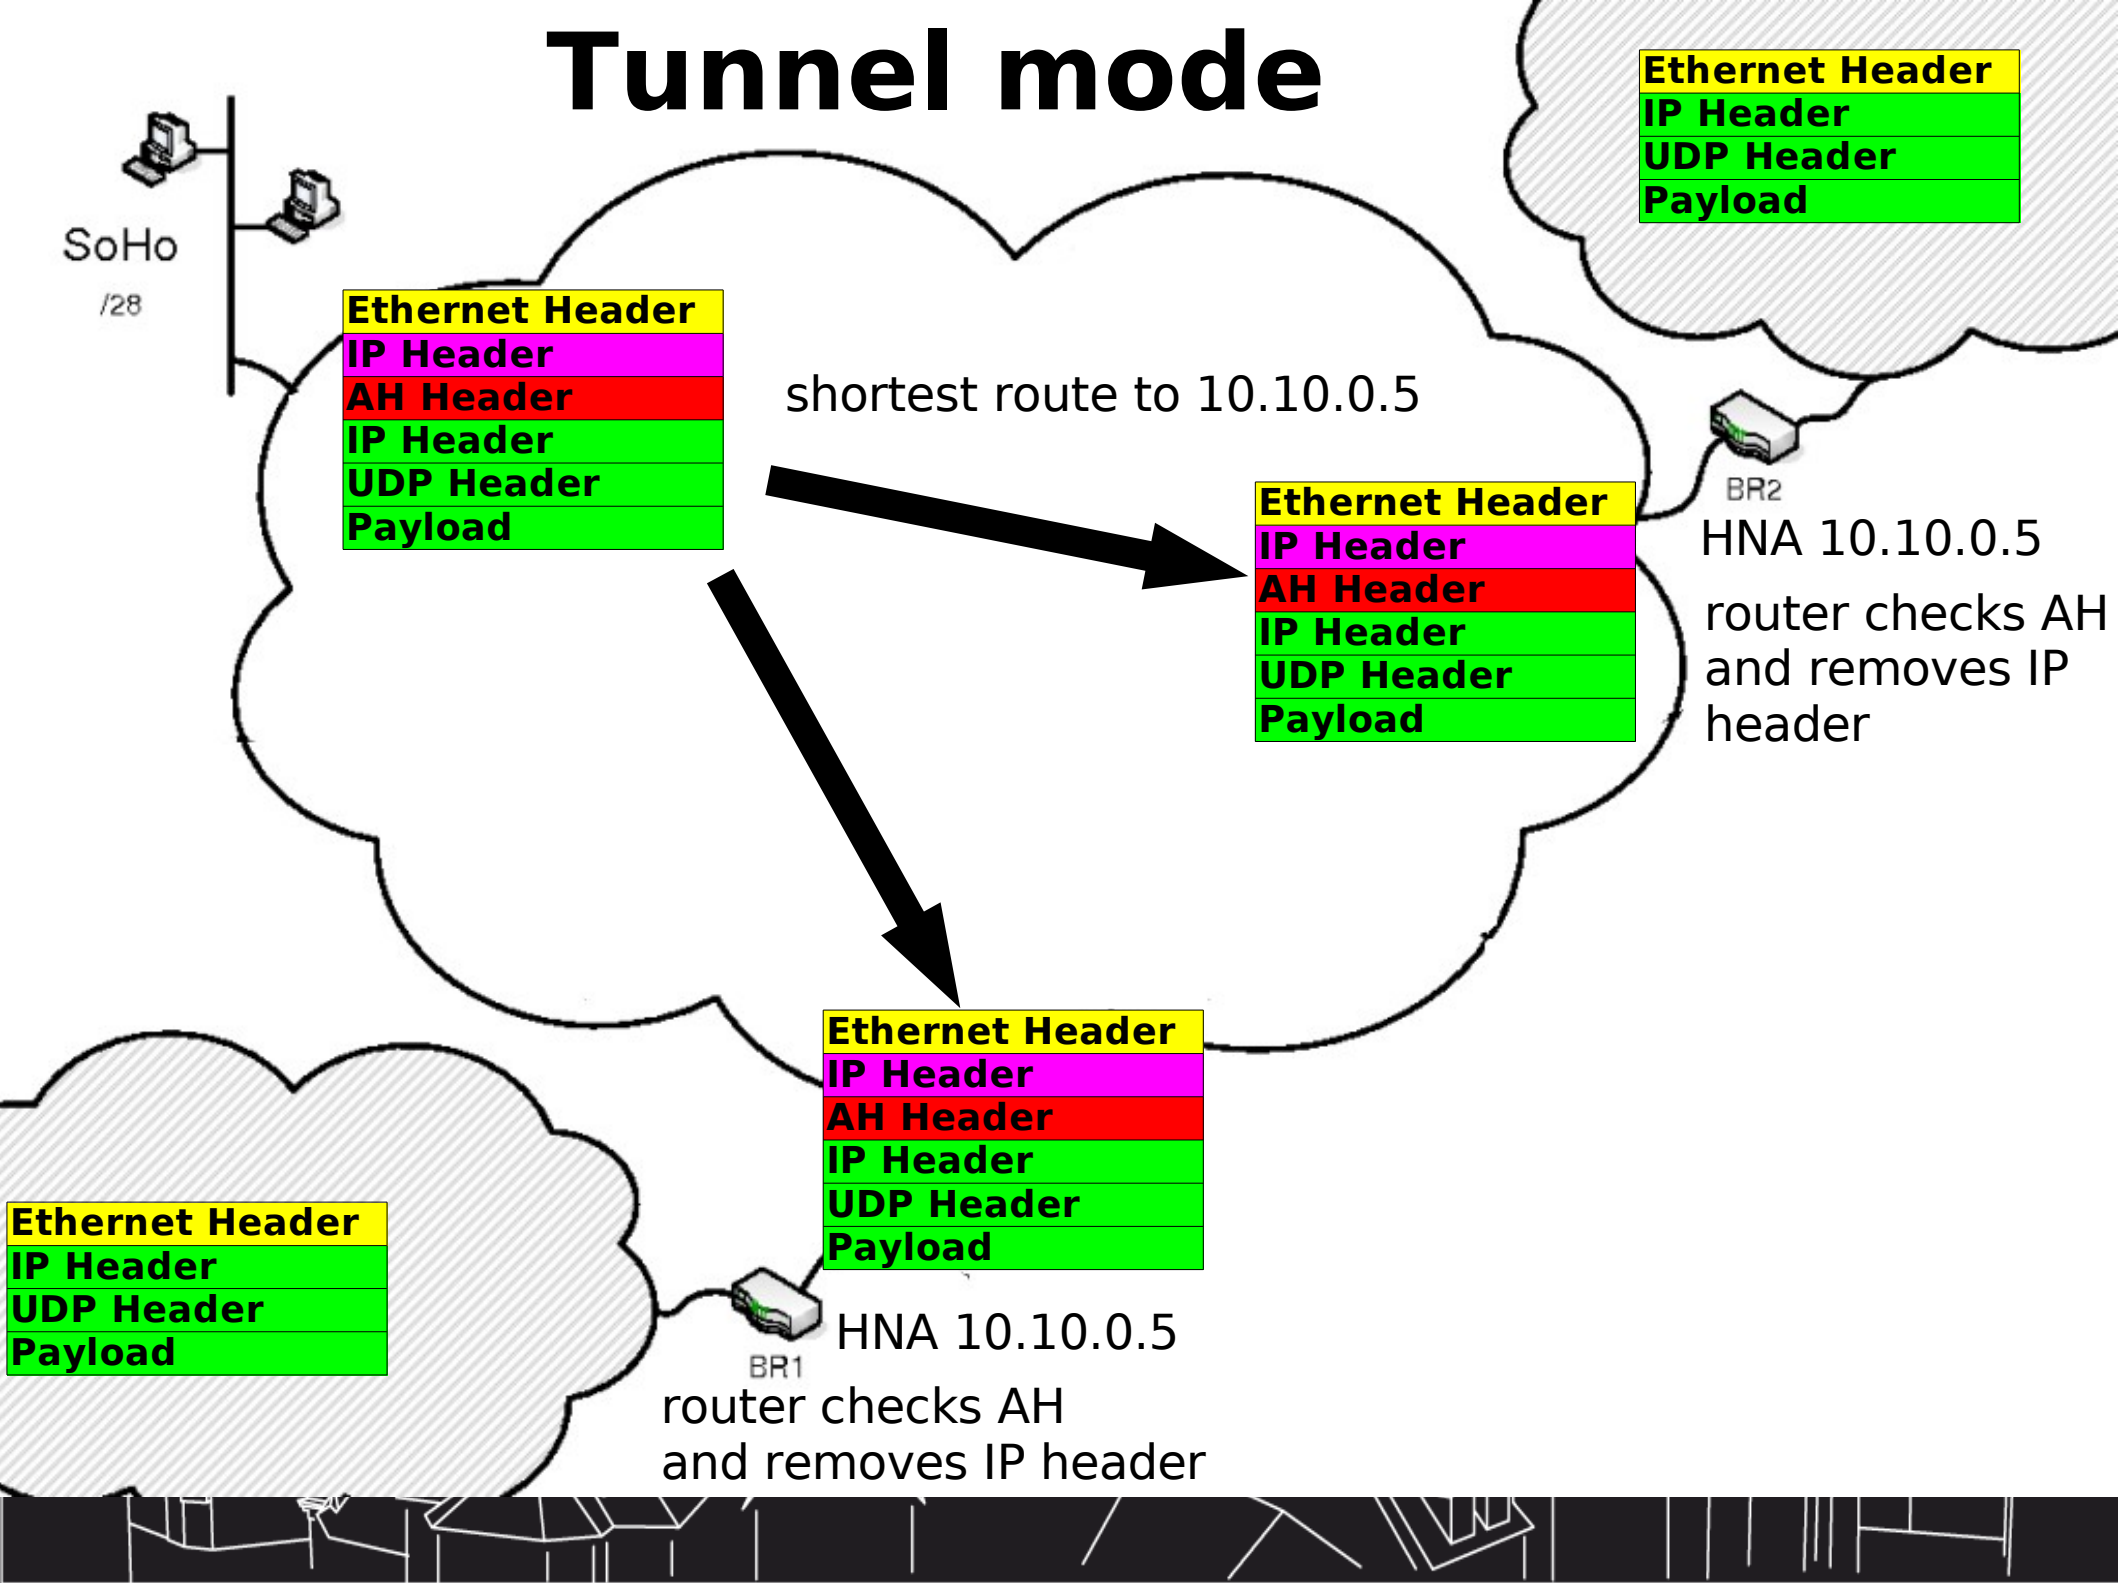 Tunnel mode
Ethernet Header
IP Header
UDP Header
Payload
SoHo
/28
Ethernet Header
IP Header
AH Header
IP Header
UDP Header
Payload
shortest route to 10.10.0.5
Ethernet Header
IP Header
AH Header
IP Header
UDP Header
Payload
BR2
HNA 10.10.0.5
router checks AH
and removes IP
header
Ethernet Header
IP Header
AH Header
IP Header
UDP Header
Payload
Ethernet Header
IP Header
UDP Header
Payload
BR1
HNA 10.10.0.5
router checks AH
and removes IP header